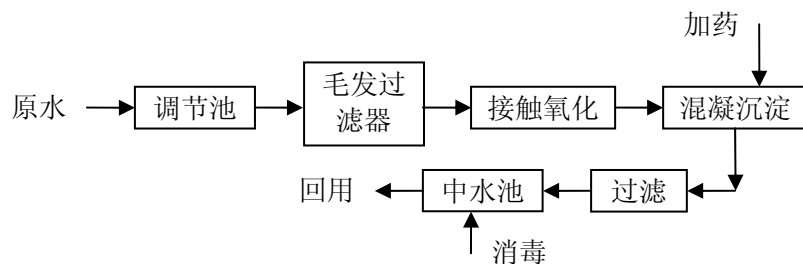 加药
原水
调节池
毛发过
滤器
接触氧化
混凝沉淀
回用
中水池
过滤
消毒